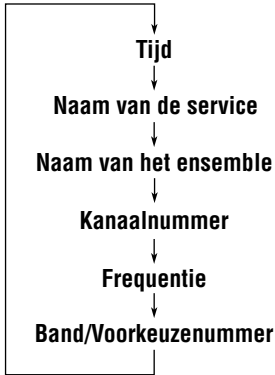 Tijd
Naam van de service
Naam van het ensemble
Kanaalnummer
Frequentie
Band/Voorkeuzenummer